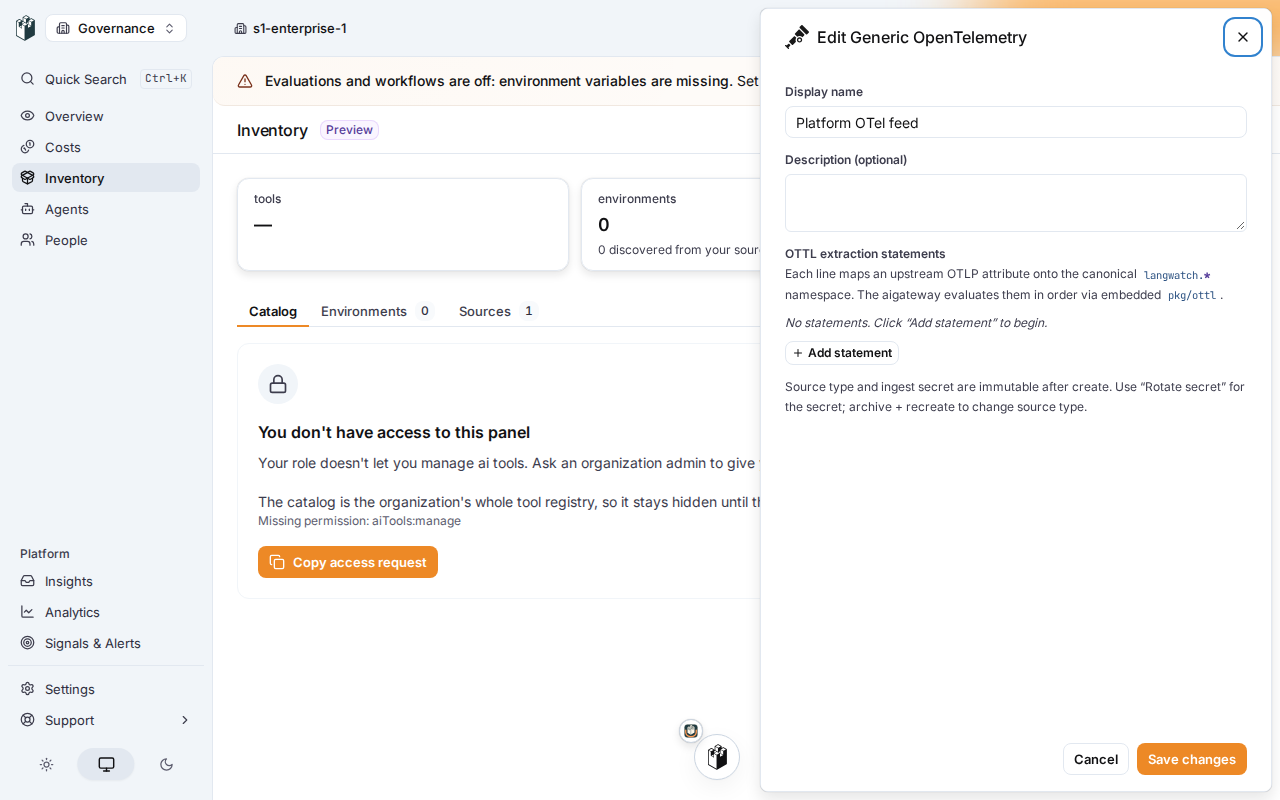 Governance
s1-enterprise-1
Quick Search Ctrl+K
Overview
Costs
Inventory
Agents
People
Platform
Insights
Analytics
Signals & Alerts
Settings
Support
Evaluations and workflows are off: environment variables are missing. Set
Inventory Preview
tools
—
environments
0
0 discovered from your sour
Catalog Environments 0 Sources 1
You don't have access to this panel
Your role doesn't let you manage ai tools. Ask an organization admin to give
The catalog is the organization's whole tool registry, so it stays hidden until th
Missing permission: aiTools:manage
Copy access request
Edit Generic OpenTelemetry
Display name
Platform OTel feed
Description (optional)
OTTL extraction statements
Each line maps an upstream OTLP attribute onto the canonical langwatch.*
namespace. The aigateway evaluates them in order via embedded pkg/ottl .
No statements. Click “Add statement” to begin.
+ Add statement
Source type and ingest secret are immutable after create. Use “Rotate secret” for
the secret; archive + recreate to change source type.
Cancel Save changes